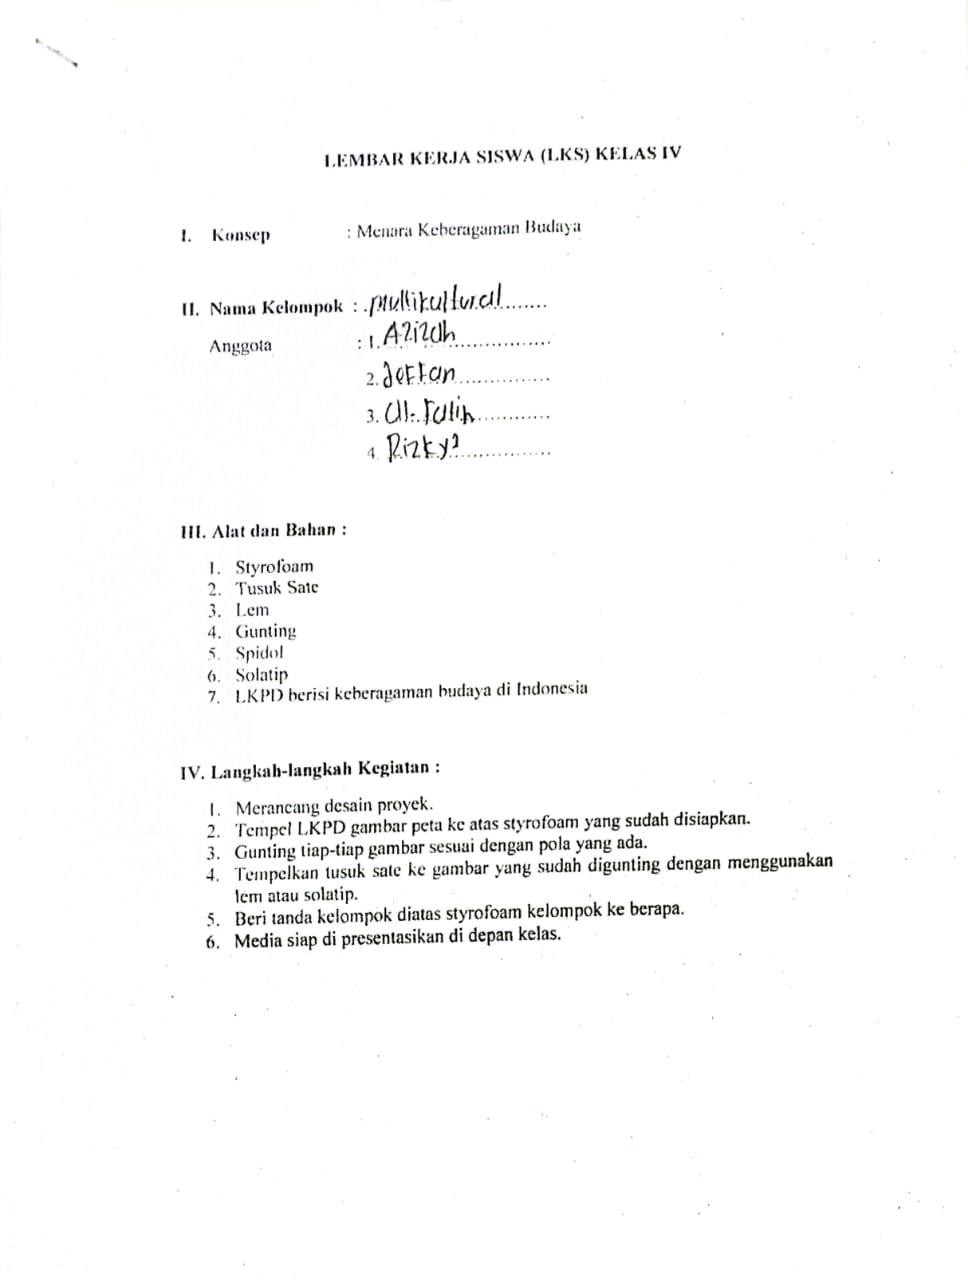 LEMBAR KERJA SISWA (LKS) KELAS IV
I. Konsep : Menara Keberagaman Budaya
II. Nama Kelompok : Multikultural
Anggota : 1. Azizah
2.
3.
4. Rizky
III. Alat dan Bahan :
1. Styrofoam
2. Tusuk Sate
3. Lem
4. Gunting
5. Spidol
6. Solatip
7. LKPD berisi keberagaman budaya di Indonesia
IV. Langkah-langkah Kegiatan :
1. Merancang desain proyek.
2. Tempel LKPD gambar peta ke atas styrofoam yang sudah disiapkan.
3. Gunting tiap-tiap gambar sesuai dengan pola yang ada.
4. Tempelkan tusuk sate ke gambar yang sudah digunting dengan menggunakan
lem atau solatip.
5. Beri tanda kelompok diatas styrofoam kelompok ke berapa.
6. Media siap di presentasikan di depan kelas.